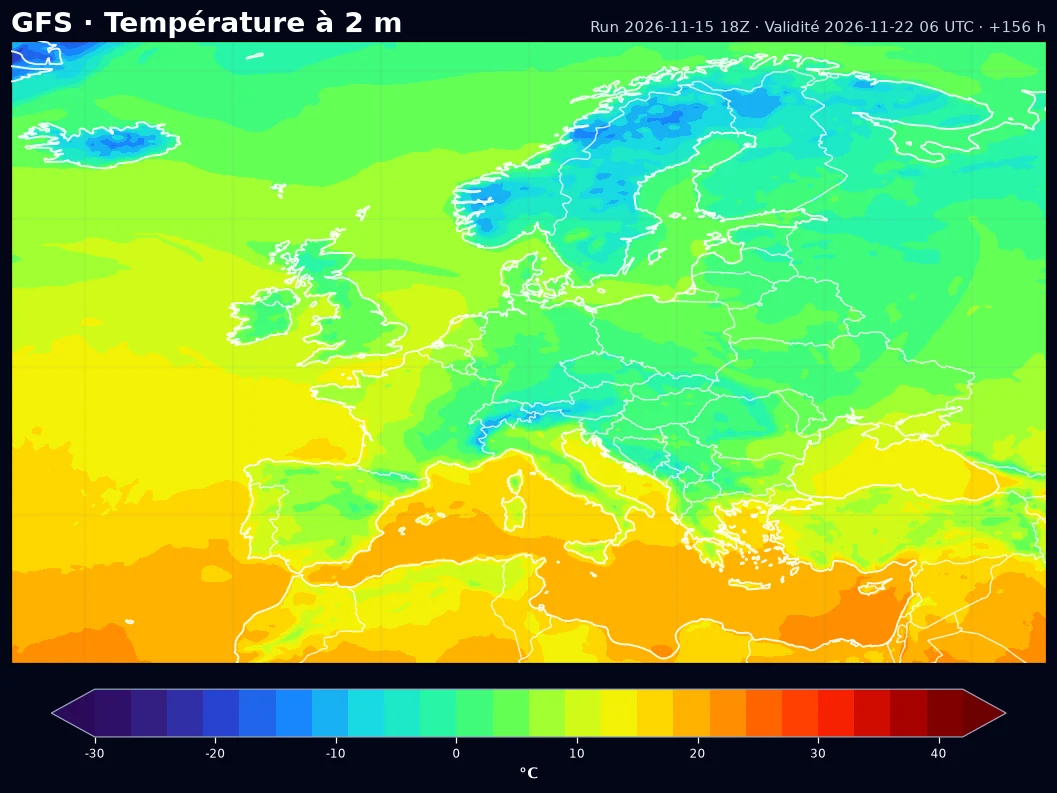 GFS · Température à 2 m
Run 2026-11-15 18Z · Validité 2026-11-22 06 UTC · +156 h
-30 -20 -10 0 10 20 30 40
°C